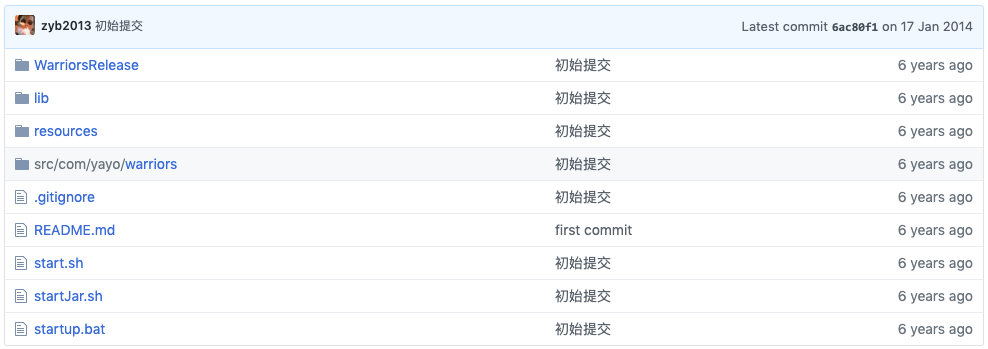 zyb2013 初始提交 Latest commit 6ac80f1 on 17 Jan 2014
WarriorsRelease 初始提交 6 years ago
lib 初始提交 6 years ago
resources 初始提交 6 years ago
src/com/yayo/warriors 初始提交 6 years ago
.gitignore 初始提交 6 years ago
README.md first commit 6 years ago
start.sh 初始提交 6 years ago
startJar.sh 初始提交 6 years ago
startup.bat 初始提交 6 years ago